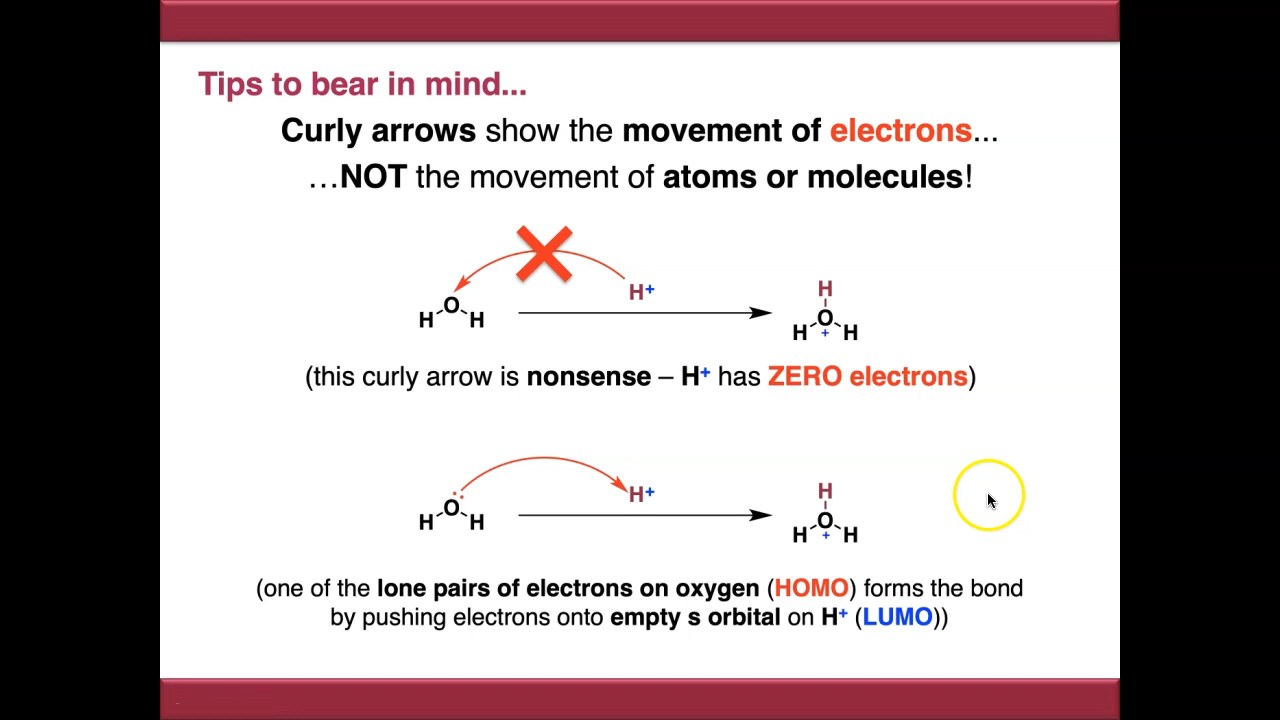 Tips to bear in mind...
Curly arrows show the movement of electrons...
…NOT the movement of atoms or molecules!
H O H H+ H H O H +
(this curly arrow is nonsense – H+ has ZERO electrons)
H O H H+ H H O H +
(one of the lone pairs of electrons on oxygen (HOMO) forms the bond
by pushing electrons onto empty s orbital on H+ (LUMO))